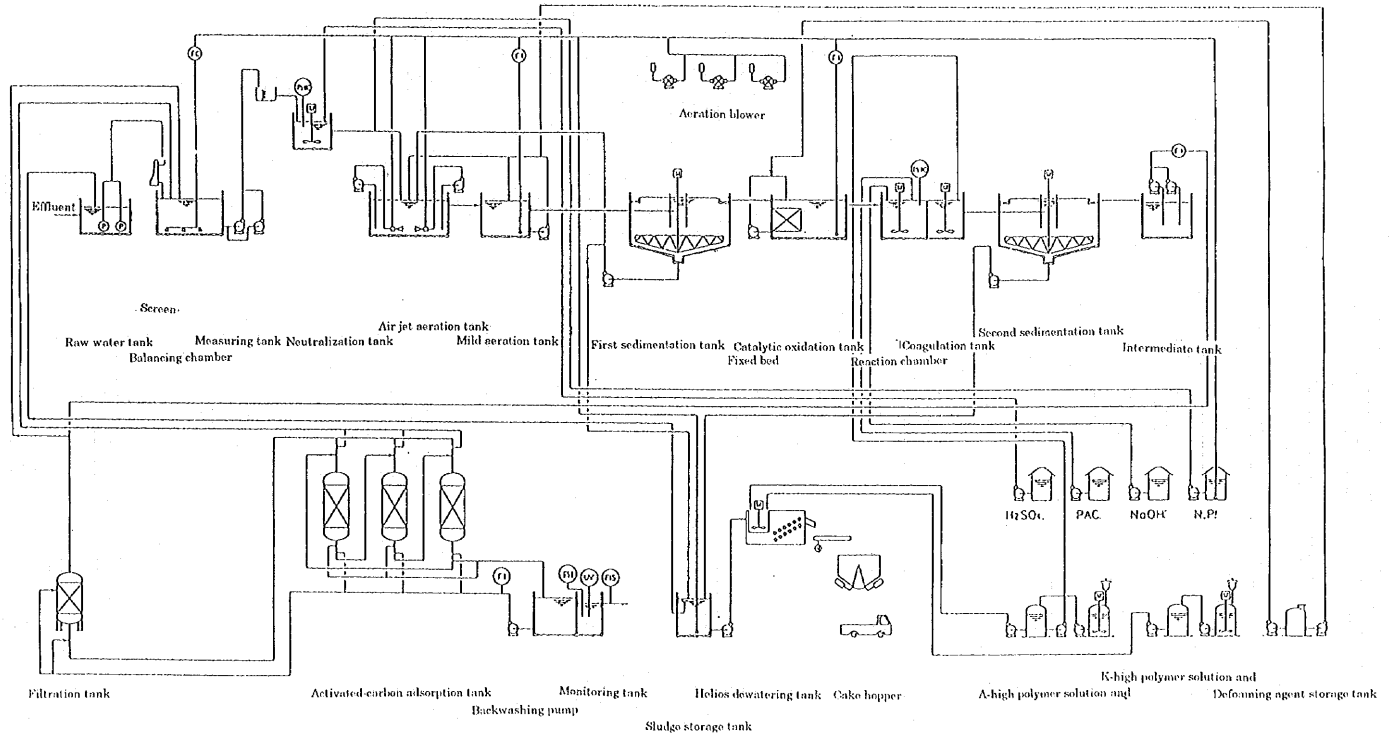 Aeration blower
Effluent
Screen
Air jet aeration tank
Second sedimentation tank
Raw water tank
Measuring tank
Neutralization tank
Mild aeration tank
First sedimentation tank
Catalytic oxidation tank
Coagulation tank
Intermediate tank
Balancing chamber
Fixed bed
Reaction chamber
H₂SO₄
PAC
NaOH
N.P
K-high polymer solution and
Filtration tank
Activated-carbon adsorption tank
Monitoring tank
Helios dewatering tank
Cake hopper
A-high polymer solution and
Defoaming agent storage tank
Backwashing pump
Sludge storage tank